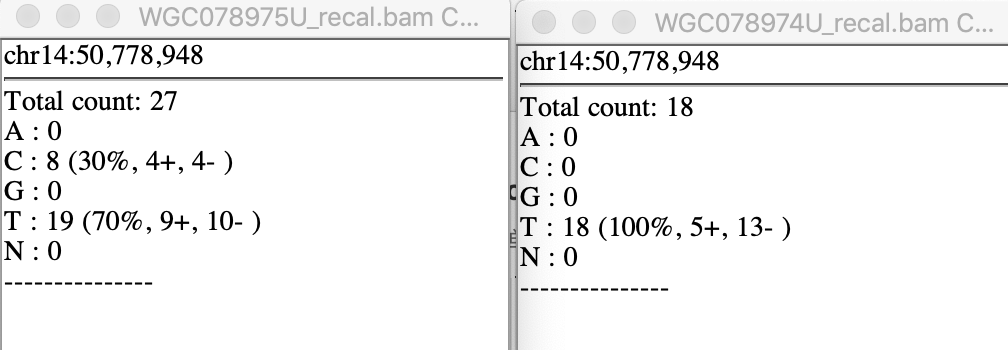 WGC078975U_recal.bam C...
chr14:50,778,948
Total count: 27
A : 0
C : 8 (30%, 4+, 4- )
G : 0
T : 19 (70%, 9+, 10- )
N : 0
---------------
WGC078974U_recal.bam C...
chr14:50,778,948
Total count: 18
A : 0
C : 0
G : 0
T : 18 (100%, 5+, 13- )
N : 0
---------------